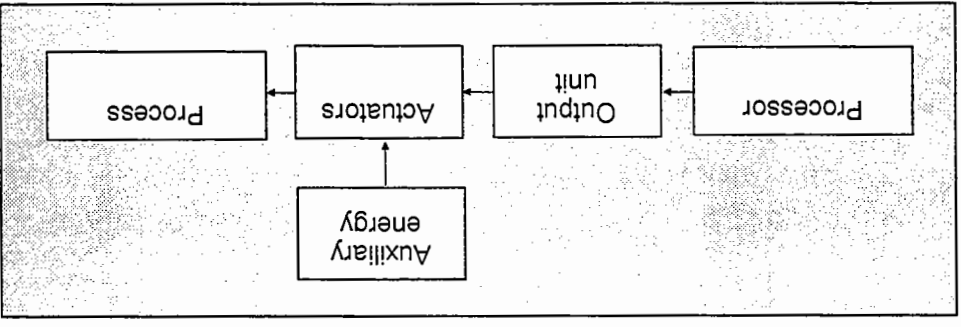 Auxiliary
energy
Processor
Output
unit
Actuators
Process